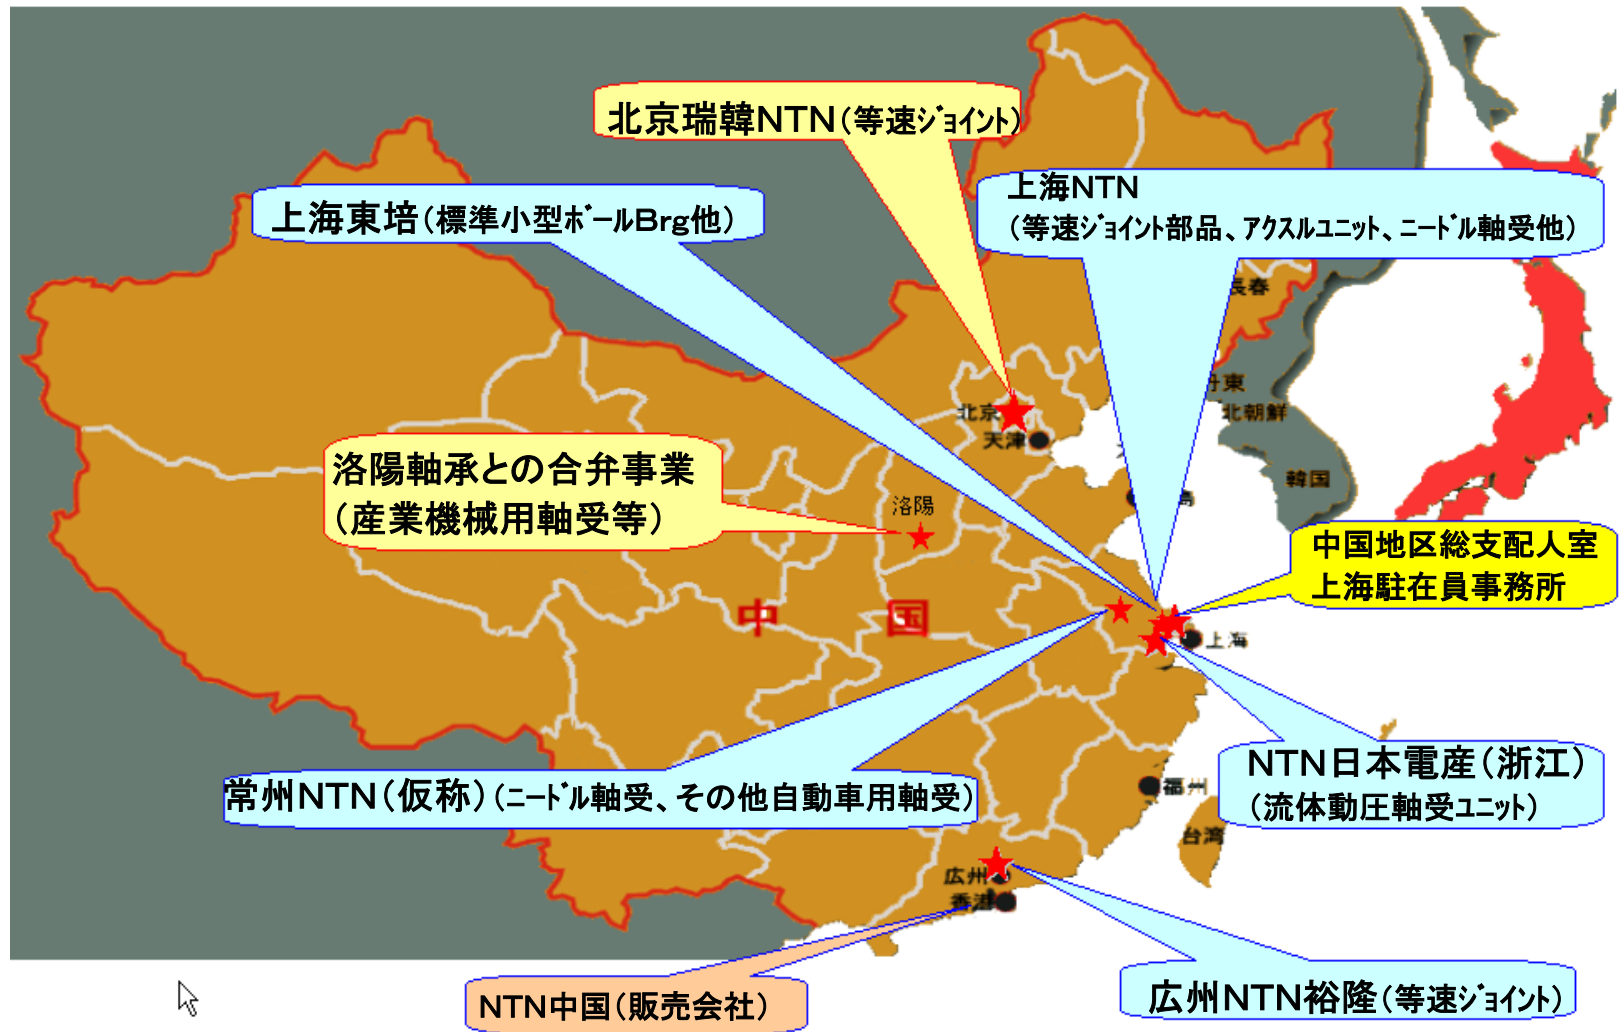 北京瑞韓NTN(等速ｼﾞｮｲﾝﾄ)
上海NTN
(等速ｼﾞｮｲﾝﾄ部品、ｱｸｽﾙﾕﾆｯﾄ、ﾆｰﾄﾞﾙ軸受他)
上海東培(標準小型ﾎﾞｰﾙBrg他)
長春
丹東
北朝鮮
北京
天津
洛陽軸承との合弁事業
(産業機械用軸受等)
洛陽
韓国
島
中国地区総支配人室
上海駐在員事務所
中国
上海
常州NTN(仮称)(ﾆｰﾄﾞﾙ軸受、その他自動車用軸受)
NTN日本電産(浙江)
(流体動圧軸受ﾕﾆｯﾄ)
福州
台湾
広州
香港
NTN中国(販売会社)
広州NTN裕隆(等速ｼﾞｮｲﾝﾄ)